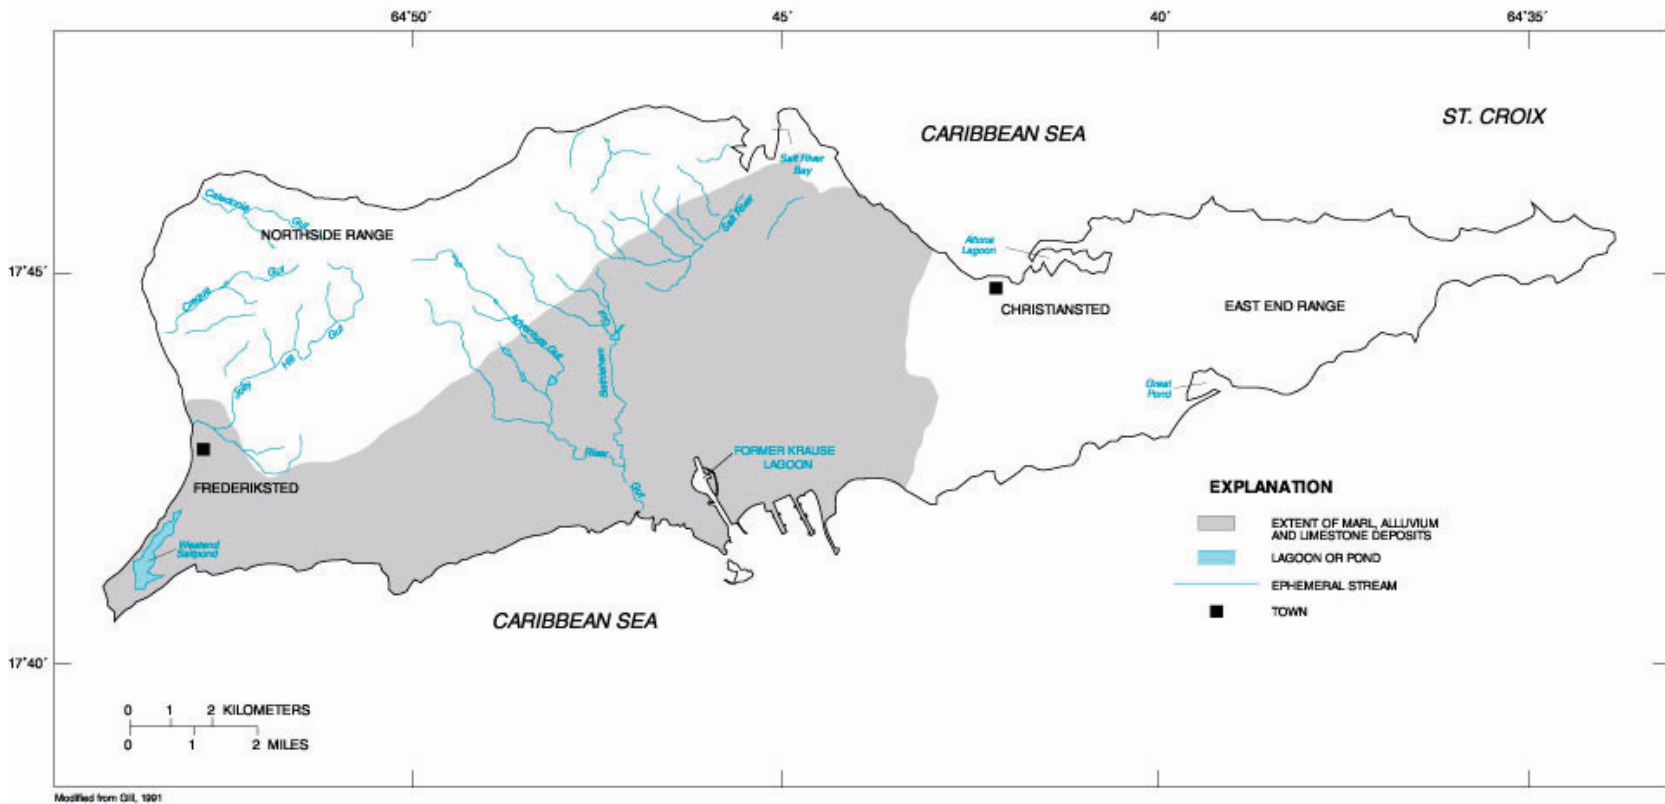 64°50´
45´
40´
64°35´
CARIBBEAN SEA
ST. CROIX
Salt River
Bay
Caledonia
Gut
NORTHSIDE RANGE
Salt River
Altona
Lagoon
17°45´
Creque
Gut
CHRISTIANSTED
EAST END RANGE
Jolly
Hill
Gut
Adventure Gut
Bethlehem
Gut
Great
Pond
River
Gut
FORMER KRAUSE
LAGOON
FREDERIKSTED
Westend
Saltpond
EXPLANATION
EXTENT OF MARL, ALLUVIUM
AND LIMESTONE DEPOSITS
LAGOON OR POND
EPHEMERAL STREAM
TOWN
CARIBBEAN SEA
17°40´
0 1 2 KILOMETERS
0 1 2 MILES
Modified from Gill, 1991